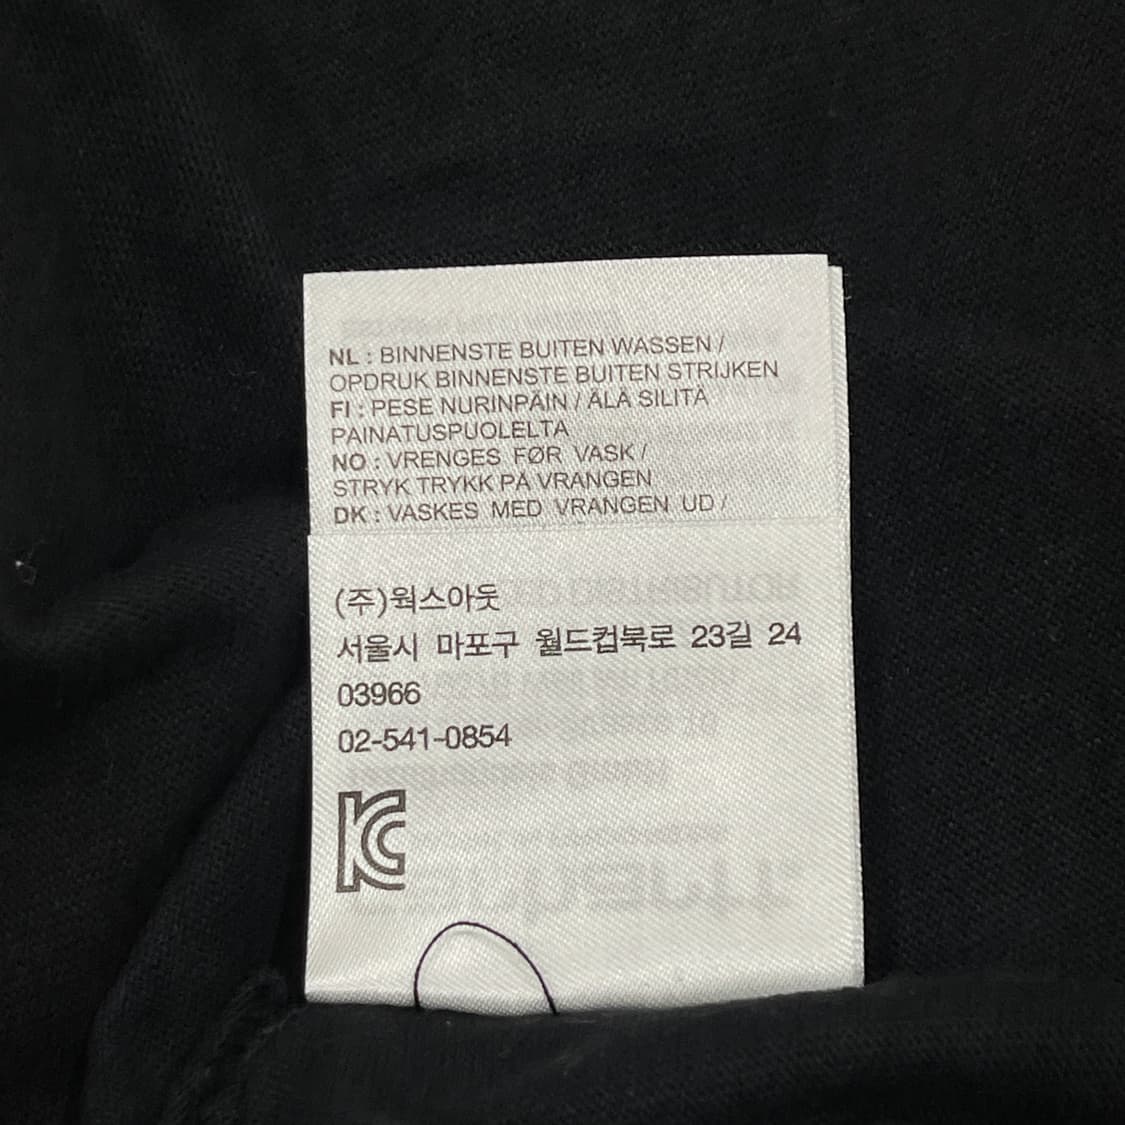 NL : BINNENSTE BUITEN WASSEN /
OPDRUK BINNENSTE BUITEN STRIJKEN
FI : PESE NURINPÄIN / ÄLÄ SILITÄ
PAINATUSPUOLELTA
NO : VRENGES FØR VASK /
STRYK TRYKK PÅ VRANGEN
DK : VASKES MED VRANGEN UD /
(주)웍스아웃
서울시 마포구 월드컵북로 23길 24
03966
02-541-0854
KC